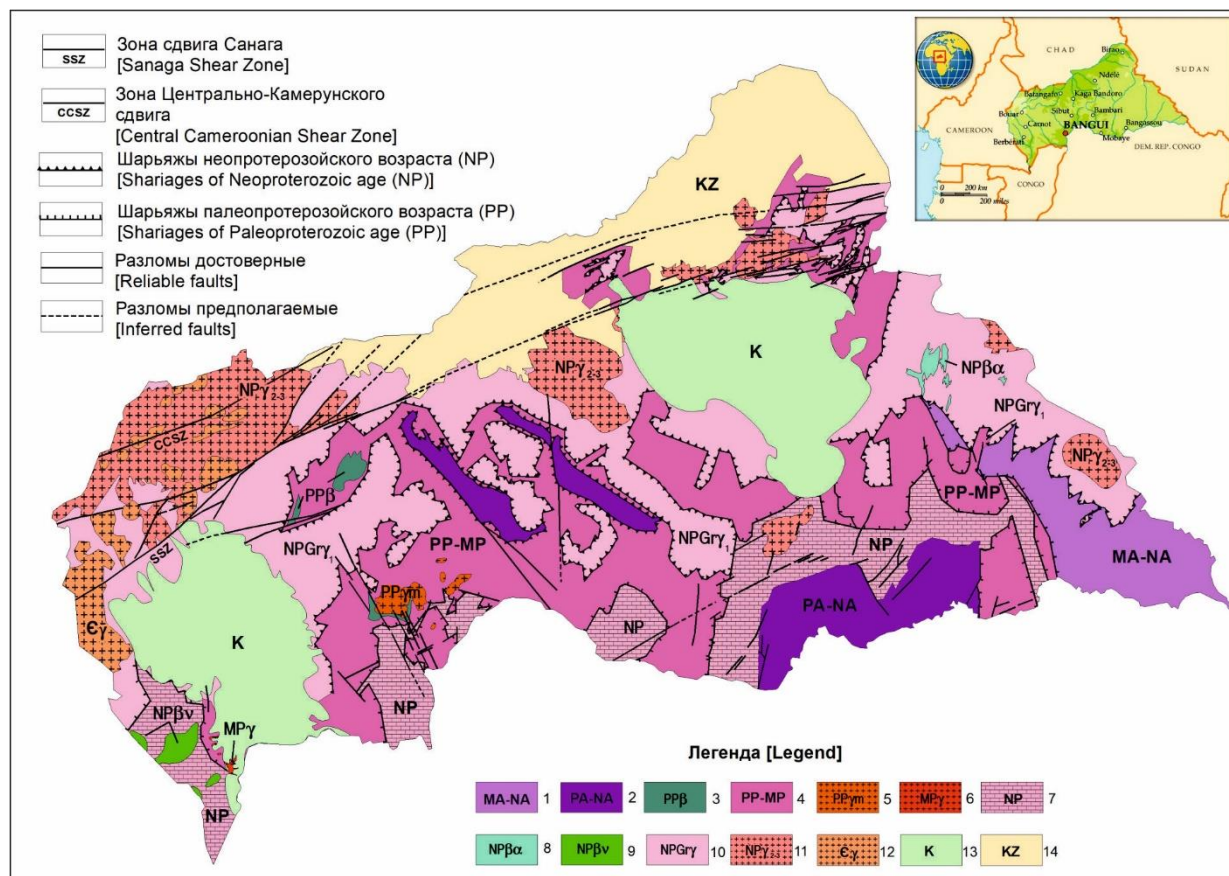 SSZ
Зона сдвига Санага
[Sanaga Shear Zone]
CCSZ
Зона Центрально-Камерунского
сдвига
[Central Cameroonian Shear Zone]
Шарьяжы неопротерозойского возраста (NP)
[Shariages of Neoproterozoic age (NP)]
Шарьяжы палеопротерозойского возраста (PP)
[Shariages of Paleoproterozoic age (PP)]
Разломы достоверные
[Reliable faults]
Разломы предполагаемые
[Inferred faults]
CHAD
SUDAN
Birao
Ndélé
Batangafo
Kaga Bandoro
Bouar
Sibut
Bambari
Bangassou
Carnot
BANGUI
Mobaye
CAMEROON
Berbérati
DEM. REP. CONGO
CONGO
0 200 km
0 200 miles
KZ
K
NPβα
NPγ₂₋₃
NPγ₂₋₃
NPGrγ₁
CCSZ
NPγ₂₋₃
PPβ
PP-MP
SSZ
NPGrγ₁
PP-MP
NPGrγ₁
NP
MA-NA
PPγm
PA-NA
Єγ
K
NP
NP
NPβν
MPγ
NP
Легенда [Legend]
MA-NA 1
PA-NA 2
PPβ 3
PP-MP 4
PPγm 5
MPγ 6
NP 7
NPβα 8
NPβν 9
NPGrγ 10
NPγ₂₋₃ 11
Єγ 12
K 13
KZ 14